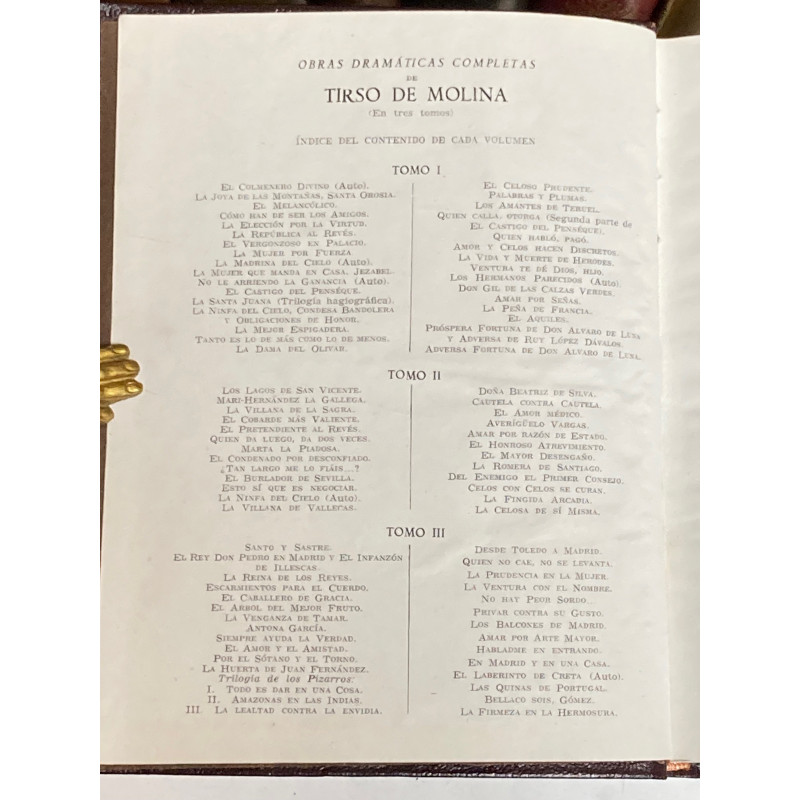 OBRAS DRAMÁTICAS COMPLETAS
DE
TIRSO DE MOLINA
(En tres tomos)
ÍNDICE DEL CONTENIDO DE CADA VOLUMEN
TOMO I
EL COLMENERO DIVINO (Auto).
LA JOYA DE LAS MONTAÑAS, SANTA OROSIA.
EL MELANCÓLICO.
CÓMO HAN DE SER LOS AMIGOS.
LA ELECCIÓN POR LA VIRTUD.
LA REPÚBLICA AL REVÉS.
EL VERGONZOSO EN PALACIO.
LA MUJER POR FUERZA
LA MADRINA DEL CIELO (Auto).
LA MUJER QUE MANDA EN CASA, JEZABEL.
NO LE ARRIENDO LA GANANCIA (Auto).
EL CASTIGO DEL PENSÉQUE.
LA SANTA JUANA (Trilogía hagiográfica).
LA NINFA DEL CIELO, CONDESA BANDOLERA
Y OBLIGACIONES DE HONOR.
LA MEJOR ESPIGADERA.
TANTO ES LO DE MÁS COMO LO DE MENOS.
LA DAMA DEL OLIVAR.
EL CELOSO PRUDENTE.
PALABRAS Y PLUMAS.
LOS AMANTES DE TERUEL.
QUIEN CALLA, OTORGA (Segunda parte de
EL CASTIGO DEL PENSÉQUE).
QUIEN HABLÓ, PAGÓ.
AMOR Y CELOS HACEN DISCRETOS.
LA VIDA Y MUERTE DE HERODES.
VENTURA TE DÉ DIOS, HIJO.
LOS HERMANOS PARECIDOS (Auto).
DON GIL DE LAS CALZAS VERDES.
AMAR POR SEÑAS.
LA PEÑA DE FRANCIA.
EL AQUILES.
PRÓSPERA FORTUNA DE DON ALVARO DE LUNA
Y ADVERSA DE RUY LÓPEZ DÁVALOS.
ADVERSA FORTUNA DE DON ALVARO DE LUNA.
TOMO II
LOS LAGOS DE SAN VICENTE.
MARI-HERNÁNDEZ LA GALLEGA.
LA VILLANA DE LA SAGRA.
EL COBARDE MÁS VALIENTE.
EL PRETENDIENTE AL REVÉS.
QUIEN DA LUEGO, DA DOS VECES.
MARTA LA PIADOSA.
EL CONDENADO POR DESCONFIADO.
¿TAN LARGO ME LO FIÁIS...?
EL BURLADOR DE SEVILLA.
ESTO SÍ QUE ES NEGOCIAR.
LA NINFA DEL CIELO (Auto).
LA VILLANA DE VALLECAS.
DOÑA BEATRIZ DE SILVA.
CAUTELA CONTRA CAUTELA.
EL AMOR MÉDICO.
AVERÍGÜELO VARGAS.
AMAR POR RAZÓN DE ESTADO.
EL HONROSO ATREVIMIENTO.
EL MAYOR DESENGAÑO.
LA ROMERA DE SANTIAGO.
DEL ENEMIGO EL PRIMER CONSEJO.
CELOS CON CELOS SE CURAN.
LA FINGIDA ARCADIA.
LA CELOSA DE SÍ MISMA.
TOMO III
SANTO Y SASTRE.
EL REY DON PEDRO EN MADRID Y EL INFANZÓN
DE ILLESCAS.
LA REINA DE LOS REYES.
ESCARMIENTOS PARA EL CUERDO.
EL CABALLERO DE GRACIA.
EL ARBOL DEL MEJOR FRUTO.
LA VENGANZA DE TAMAR.
ANTONA GARCÍA.
SIEMPRE AYUDA LA VERDAD.
EL AMOR Y EL AMISTAD.
POR EL SÓTANO Y EL TORNO.
LA HUERTA DE JUAN FERNÁNDEZ.
Trilogía de los Pizarros:
I. TODO ES DAR EN UNA COSA.
II. AMAZONAS EN LAS INDIAS.
III. LA LEALTAD CONTRA LA ENVIDIA.
DESDE TOLEDO A MADRID.
QUIEN NO CAE, NO SE LEVANTA.
LA PRUDENCIA EN LA MUJER.
LA VENTURA CON EL NOMBRE.
NO HAY PEOR SORDO...
PRIVAR CONTRA SU GUSTO.
LOS BALCONES DE MADRID.
AMAR POR ARTE MAYOR.
HABLADME EN ENTRANDO.
EN MADRID Y EN UNA CASA.
EL LABERINTO DE CRETA (Auto).
LAS QUINAS DE PORTUGAL.
BELLACO SOIS, GÓMEZ.
LA FIRMEZA EN LA HERMOSURA.